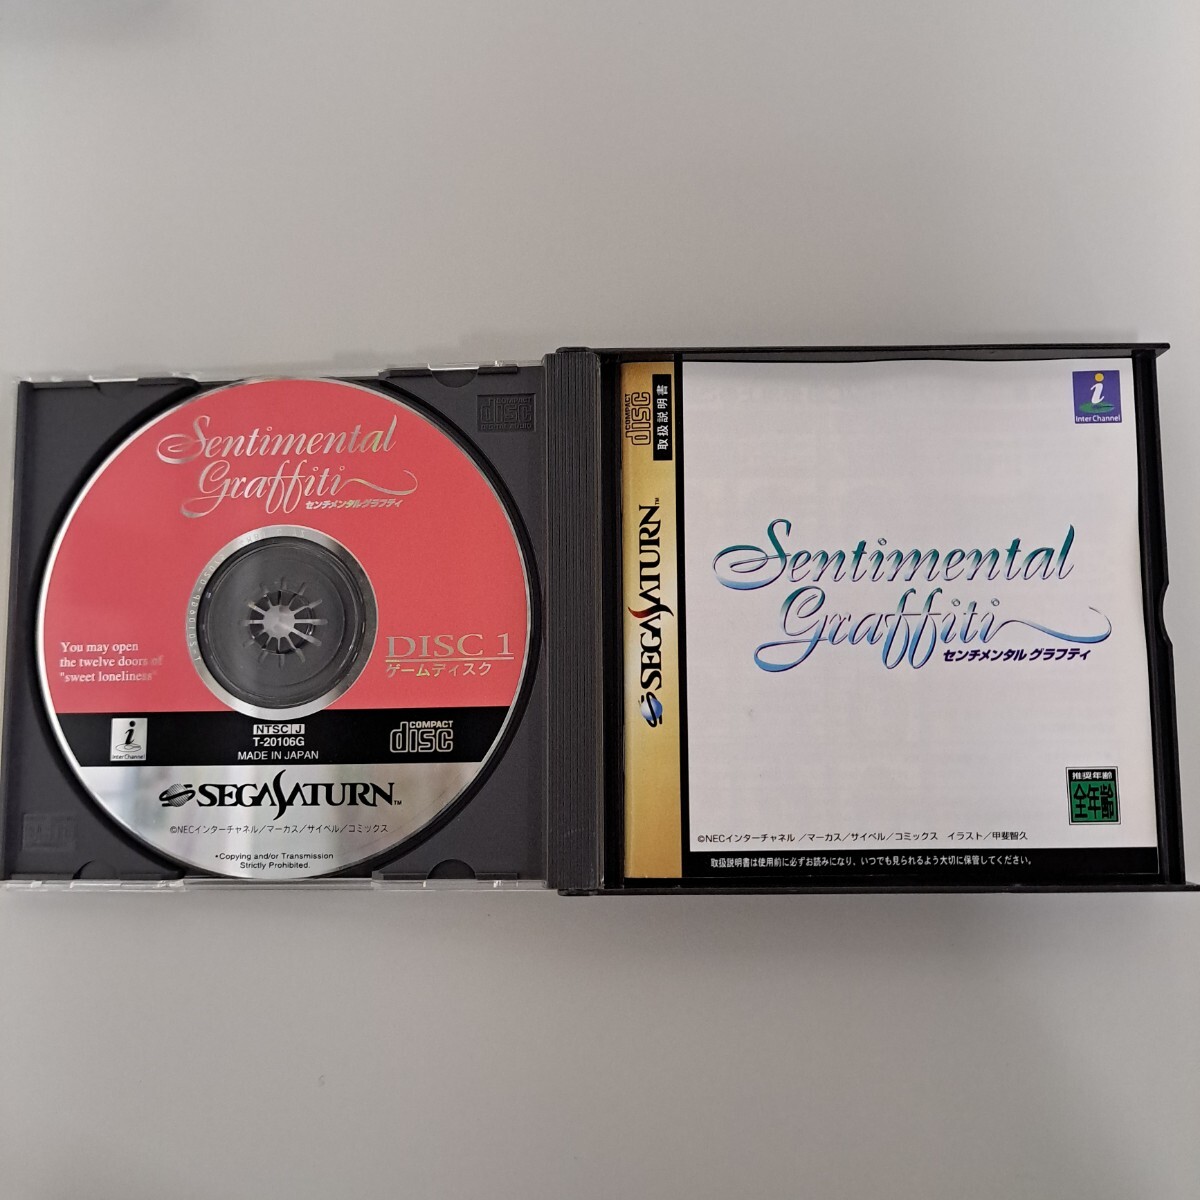 Sentimental
Graffiti
センチメンタルグラフティ
You may open
the twelve doors of
"sweet loneliness"
DISC 1
ゲームディスク
i
InterChannel
NTSC J
T-20106G
MADE IN JAPAN
COMPACT
disc
SEGA SATURN™
©NECインターチャネル／マーカス／サイベル／コミックス
•Copying and/or Transmission
Strictly Prohibited.
COMPACT
disc
COMPACT
disc
取扱説明書
SEGA SATURN™
i
InterChannel
Sentimental
Graffiti
センチメンタル グラフティ
推奨年齢
全年齢
©NECインターチャネル ／マーカス／サイベル／コミックス イラスト／甲斐智久
取扱説明書は使用前に必ずお読みになり、いつでも見られるよう大切に保管してください。